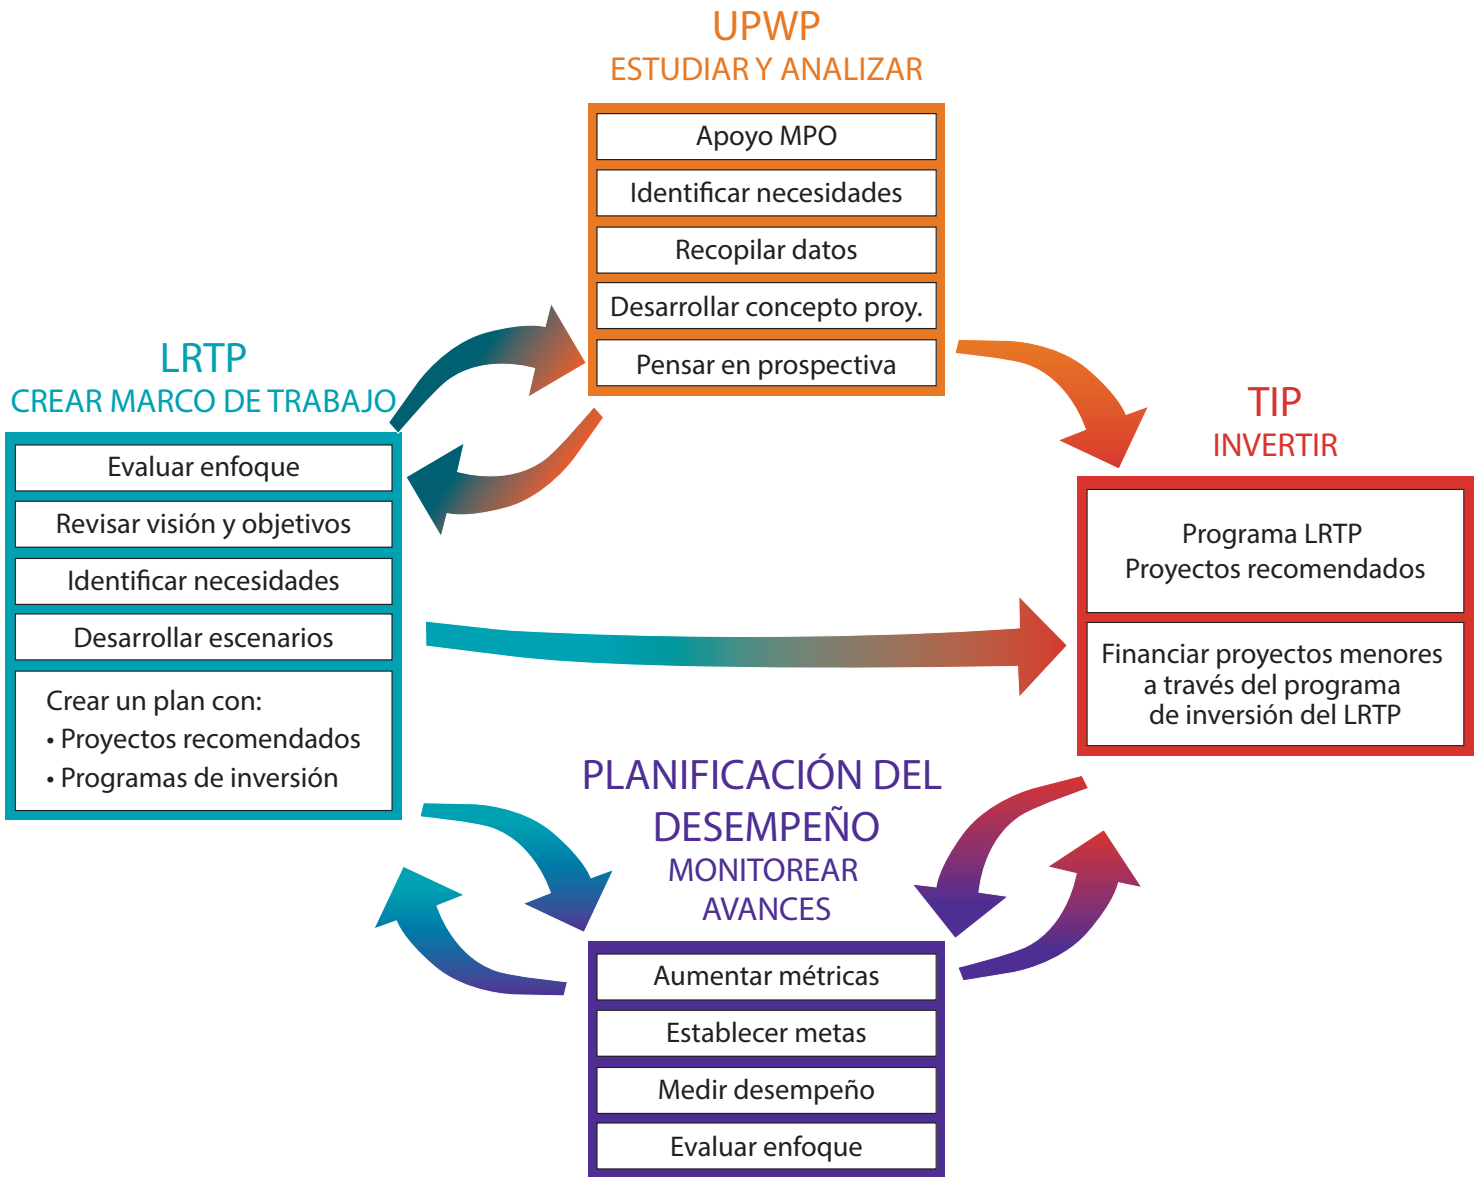 UPWP
ESTUDIAR Y ANALIZAR
Apoyo MPO
Identificar necesidades
Recopilar datos
Desarrollar concepto proy.
Pensar en prospectiva
LRTP
CREAR MARCO DE TRABAJO
Evaluar enfoque
Revisar visión y objetivos
Identificar necesidades
Desarrollar escenarios
Crear un plan con:
• Proyectos recomendados
• Programas de inversión
TIP
INVERTIR
Programa LRTP
Proyectos recomendados
Financiar proyectos menores
a través del programa
de inversión del LRTP
PLANIFICACIÓN DEL
DESEMPEÑO
MONITOREAR
AVANCES
Aumentar métricas
Establecer metas
Medir desempeño
Evaluar enfoque